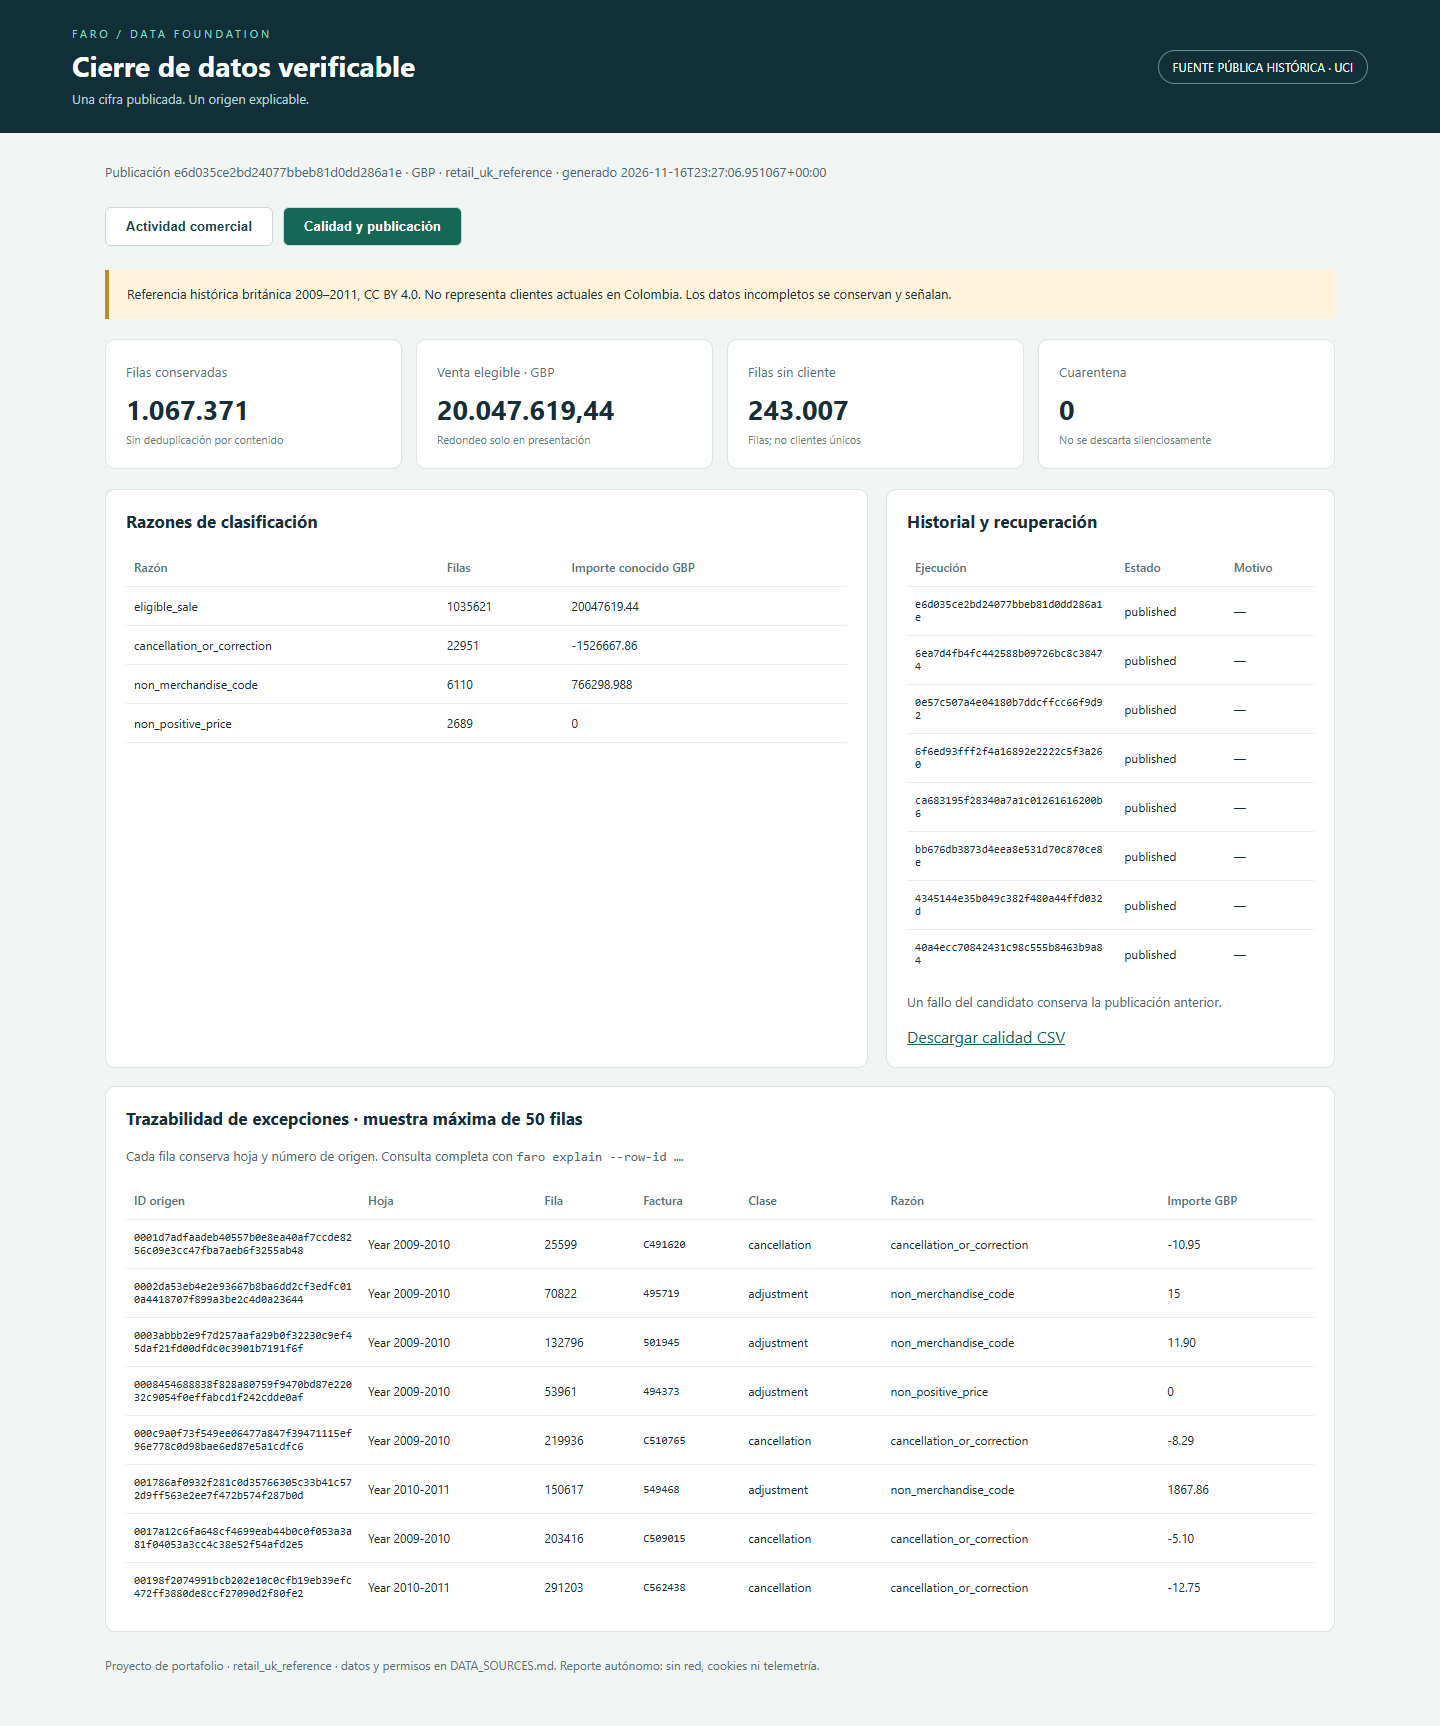 FARO / DATA FOUNDATION
Cierre de datos verificable
Una cifra publicada. Un origen explicable.
FUENTE PÚBLICA HISTÓRICA · UCI
Publicación e6d035ce2bd24077bbeb81d0dd286a1e · GBP · retail_uk_reference · generado 2026-11-16T23:27:06.951067+00:00
Actividad comercial
Calidad y publicación
Referencia histórica británica 2009–2011, CC BY 4.0. No representa clientes actuales en Colombia. Los datos incompletos se conservan y señalan.
Filas conservadas
1.067.371
Sin deduplicación por contenido
Venta elegible · GBP
20.047.619,44
Redondeo solo en presentación
Filas sin cliente
243.007
Filas; no clientes únicos
Cuarentena
0
No se descarta silenciosamente
Razones de clasificación
Razón Filas Importe conocido GBP
eligible_sale 1035621 20047619.44
cancellation_or_correction 22951 -1526667.86
non_merchandise_code 6110 766298.988
non_positive_price 2689 0
Historial y recuperación
Ejecución Estado Motivo
e6d035ce2bd24077bbeb81d0dd286a1
e published —
6ea7d4fb4fc442588b09726bc8c3847
4 published —
0e57c507a4e04180b7ddcffcc66f9d9
2 published —
6f6ed93fff2f4a16892e2222c5f3a26
0 published —
ca683195f28340a7a1c01261616200b
6 published —
bb676db3873d4eea8e531d70c870ce8
e published —
4345144e35b049c382f480a44ffd032
d published —
40a4ecc70842431c98c555b8463b9a8
4 published —
Un fallo del candidato conserva la publicación anterior.
Descargar calidad CSV
Trazabilidad de excepciones · muestra máxima de 50 filas
Cada fila conserva hoja y número de origen. Consulta completa con faro explain --row-id ….
ID origen Hoja Fila Factura Clase Razón Importe GBP
0001d7adfaadeb40557b0e8ea40af7ccde82
56c09e3cc47fba7aeb6f3255ab48 Year 2009-2010 25599 C491620 cancellation cancellation_or_correction -10.95
0002da53eb4e2e93667b8ba6dd2cf3edfc01
0a4418707f899a3be2c4d0a23644 Year 2009-2010 70822 495719 adjustment non_merchandise_code 15
0003abbb2e9f7d257aafa29b0f32230c9ef4
5daf21fd00dfdc0c3901b7191f6f Year 2009-2010 132796 501945 adjustment non_merchandise_code 11.90
0008454688838f828a80759f9470bd87e220
32c9054f0effabcd1f242cdde0af Year 2009-2010 53961 494373 adjustment non_positive_price 0
000c9a0f73f549ee06477a847f39471115ef
96e778c0d98bae6ed87e5a1cdfc6 Year 2009-2010 219936 C510765 cancellation cancellation_or_correction -8.29
001786af0932f281c0d35766305c33b41c57
2d9ff563e2ee7f472b574f287b0d Year 2010-2011 150617 549468 adjustment non_merchandise_code 1867.86
0017a12c6fa648cf4699eab44b0c0f053a3a
81f04053a3cc4c38e52f54afd2e5 Year 2009-2010 203416 C509015 cancellation cancellation_or_correction -5.10
00198f2074991bcb202e10c0cfb19eb39efc
472ff3880de8ccf27090d2f80fe2 Year 2010-2011 291203 C562438 cancellation cancellation_or_correction -12.75
Proyecto de portafolio · retail_uk_reference · datos y permisos en DATA_SOURCES.md. Reporte autónomo: sin red, cookies ni telemetría.